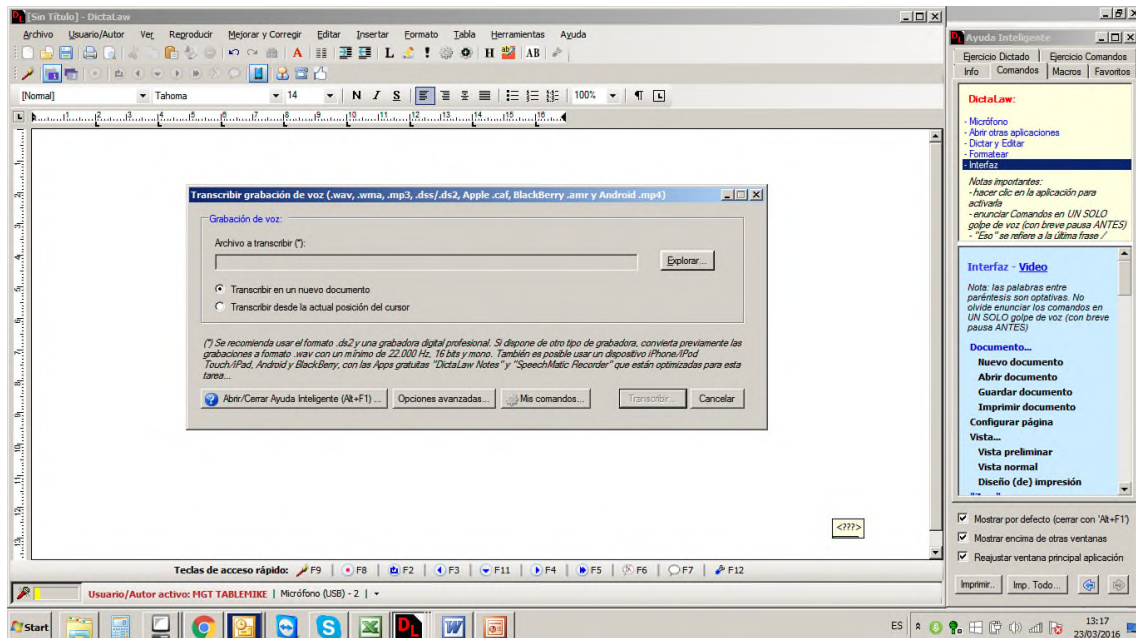 [Sin Título] - DictaLaw
Archivo Usuario/Autor Ver Reproducir Mejorar y Corregir Editar Insertar Formato Tabla Herramientas Ayuda
[Normal] Tahoma 14 N I S 100%
Transcribir grabación de voz (.wav, .wma, .mp3, .dss/.ds2, Apple .caf, BlackBerry .amr y Android .mp4)
Grabación de voz:
Archivo a transcribir (*):
Explorar...
Transcribir en un nuevo documento
Transcribir desde la actual posición del cursor
(*) Se recomienda usar el formato .ds2 y una grabadora digital profesional. Si dispone de otro tipo de grabadora, convierta previamente las
grabaciones a formato .wav con un mínimo de 22.000 Hz, 16 bits y mono. También es posible usar un dispositivo iPhone/iPod
Touch/iPad, Android y BlackBerry, con las Apps gratuitas "DictaLaw Notes" y "SpeechMatic Recorder" que están optimizadas para esta
tarea...
Abrir/Cerrar Ayuda Inteligente (Alt+F1) ... Opciones avanzadas... Mis comandos... Transcribir... Cancelar
<???>
Teclas de acceso rápido: F9 | F8 | F2 | F3 | F11 | F4 | F5 | F6 | F7 | F12
Usuario/Autor activo: MGT TABLEMIKE | Micrófono (USB) - 2 |
Ayuda Inteligente
Ejercicio Dictado Ejercicio Comandos
Info Comandos Macros Favoritos
DictaLaw:
- Micrófono
- Abrir otras aplicaciones
- Dictar y Editar
- Formatear
- Interfaz
Notas importantes:
- hacer clic en la aplicación para
activarla
- enunciar Comandos en UN SOLO
golpe de voz (con breve pausa ANTES)
- "Eso" se refiere a la última frase /
Interfaz - Video
Nota: las palabras entre
paréntesis son optativas. No
olvide enunciar los comandos en
UN SOLO golpe de voz (con breve
pausa ANTES)
Documento...
Nuevo documento
Abrir documento
Guardar documento
Imprimir documento
Configurar página
Vista...
Vista preliminar
Vista normal
Diseño (de) impresión
Mostrar por defecto (cerrar con 'Alt+F1')
Mostrar encima de otras ventanas
Reajustar ventana principal aplicación
Imprimir.. Imp. Todo...
Start
ES
13:17
23/03/2016